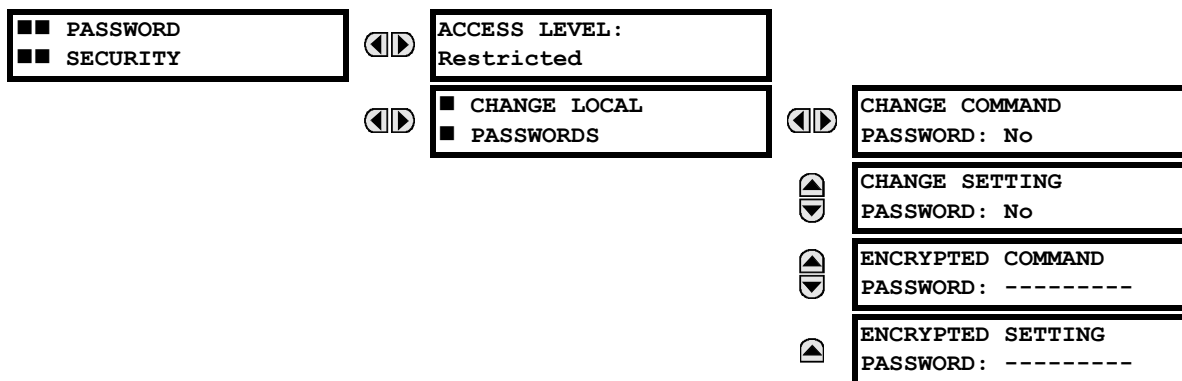 ■■ PASSWORD
■■ SECURITY
ACCESS LEVEL:
Restricted
■ CHANGE LOCAL
■ PASSWORDS
CHANGE COMMAND
PASSWORD: No
CHANGE SETTING
PASSWORD: No
ENCRYPTED COMMAND
PASSWORD: ---------
ENCRYPTED SETTING
PASSWORD: ---------